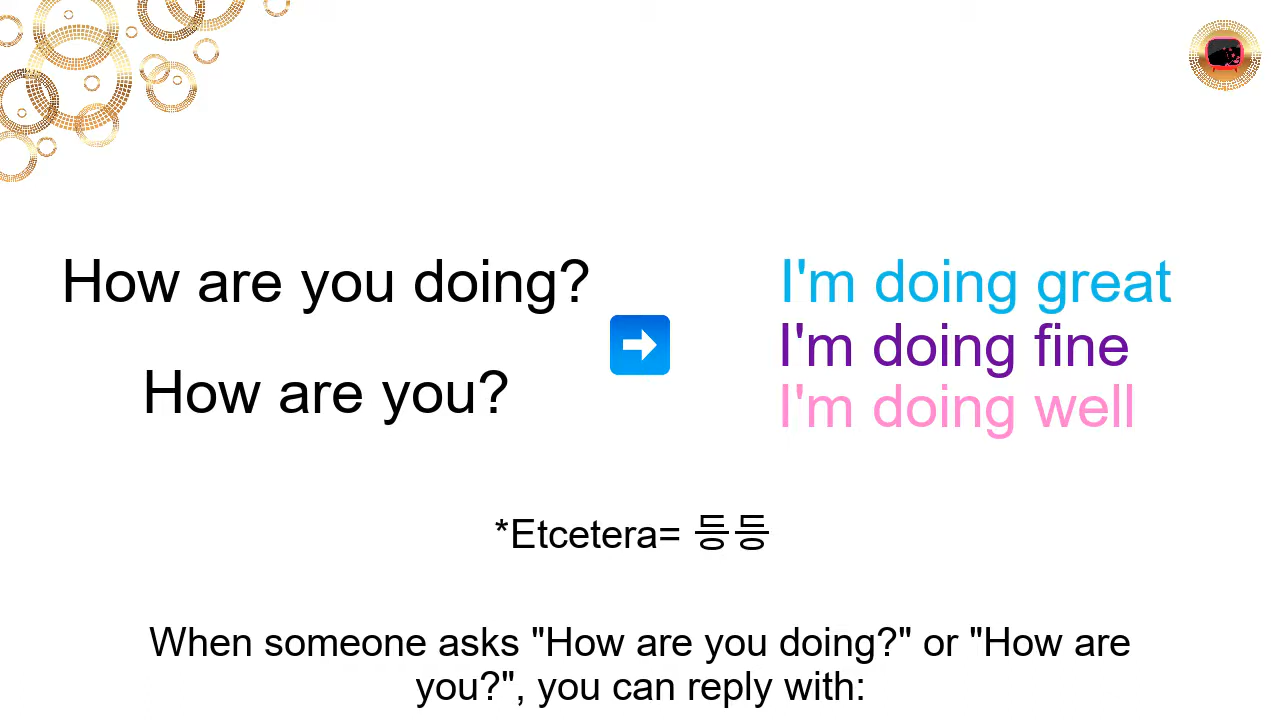 How are you doing?
How are you?
I'm doing great
I'm doing fine
I'm doing well
*Etcetera= 등등
When someone asks "How are you doing?" or "How are
you?", you can reply with: